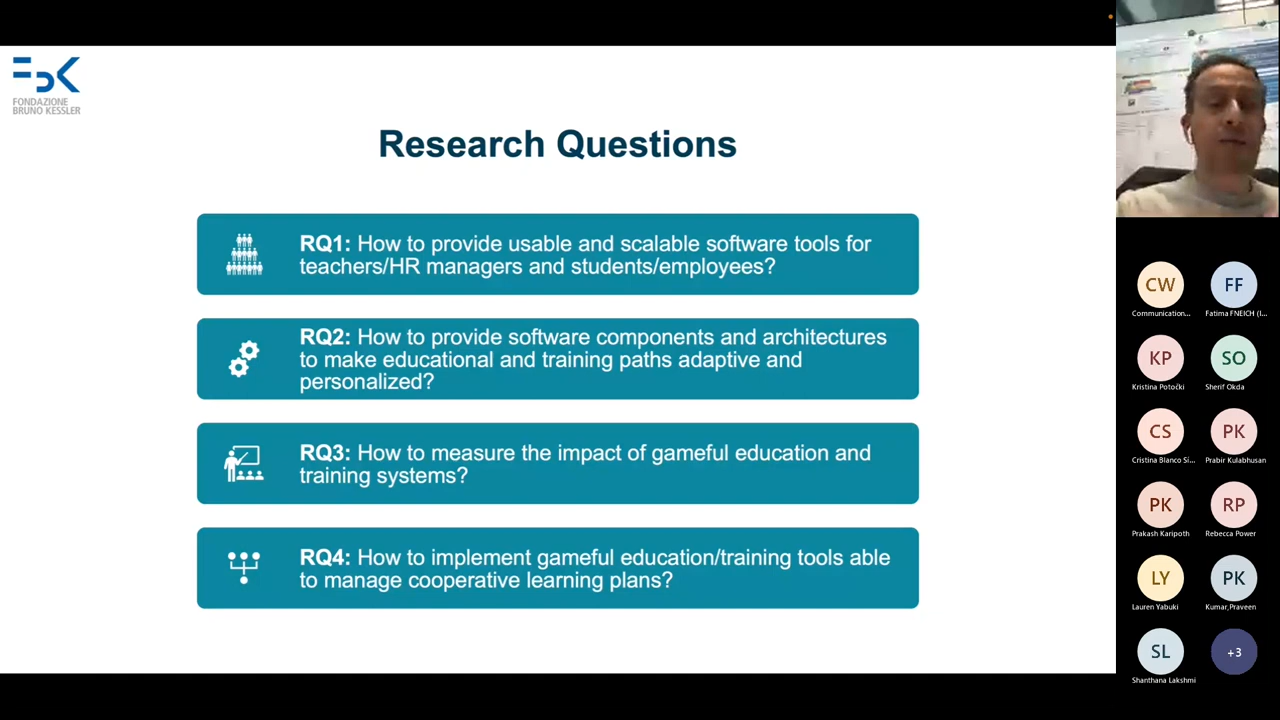 FBK
FONDAZIONE
BRUNO KESSLER
Research Questions
RQ1: How to provide usable and scalable software tools for
teachers/HR managers and students/employees?
RQ2: How to provide software components and architectures
to make educational and training paths adaptive and
personalized?
RQ3: How to measure the impact of gameful education and
training systems?
RQ4: How to implement gameful education/training tools able
to manage cooperative learning plans?
CW
FF
Communication...
Fatima FNEICH (I...
KP
SO
Kristina Potočki
Sherif Okda
CS
PK
Cristina Blanco Sí...
Prabir Kulabhusan
PK
RP
Prakash Karipoth
Rebecca Power
LY
PK
Lauren Yabuki
Kumar,Praveen
SL
+3
Shanthana Lakshmi